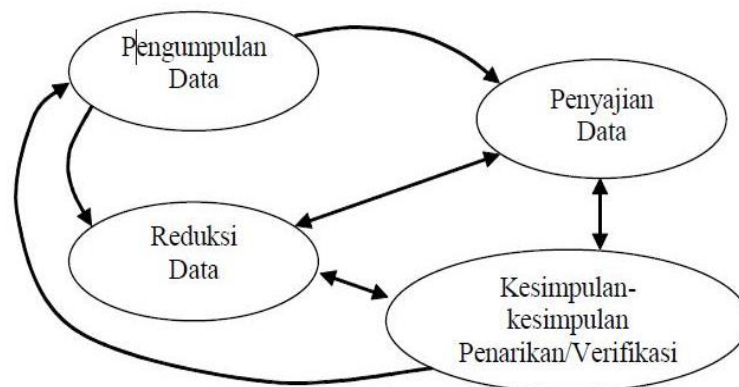 Pengumpulan
Data
Penyajian
Data
Reduksi
Data
Kesimpulan-
kesimpulan
Penarikan/Verifikasi